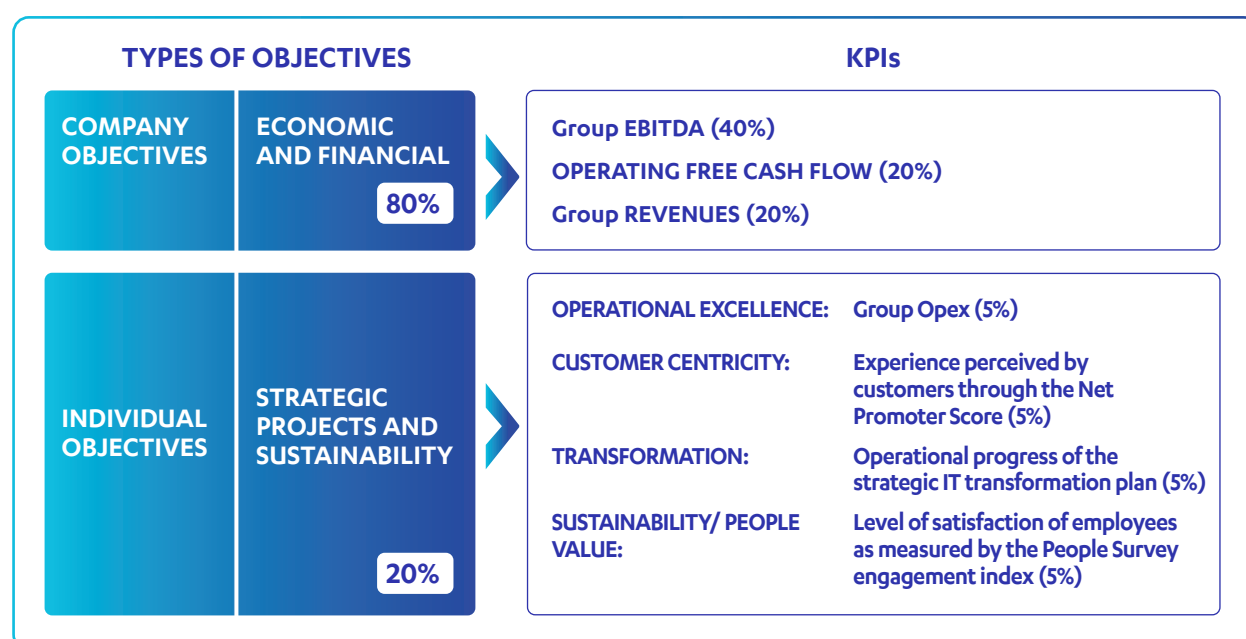 TYPES OF OBJECTIVES
KPIs
COMPANY
OBJECTIVES
ECONOMIC
AND FINANCIAL
80%
Group EBITDA (40%)
OPERATING FREE CASH FLOW (20%)
Group REVENUES (20%)
INDIVIDUAL
OBJECTIVES
STRATEGIC
PROJECTS AND
SUSTAINABILITY
20%
OPERATIONAL EXCELLENCE:
Group Opex (5%)
CUSTOMER CENTRICITY:
Experience perceived by
customers through the Net
Promoter Score (5%)
TRANSFORMATION:
Operational progress of the
strategic IT transformation plan (5%)
SUSTAINABILITY/ PEOPLE
VALUE:
Level of satisfaction of employees
as measured by the People Survey
engagement index (5%)